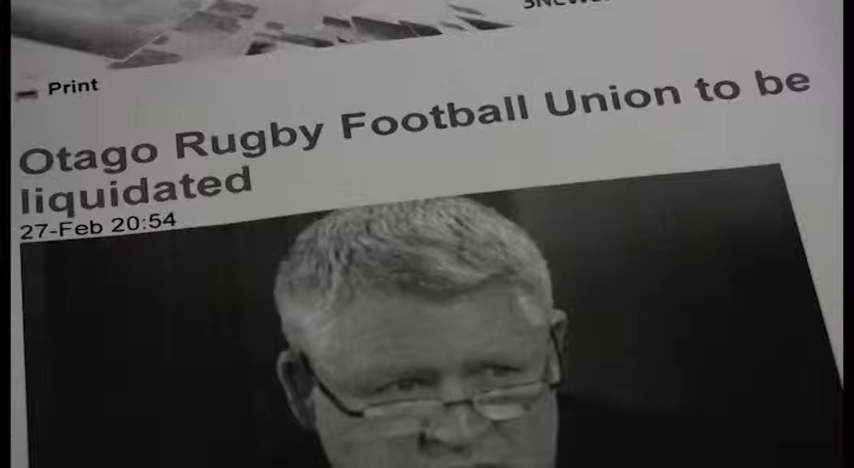 Print
Otago Rugby Football Union to be
liquidated
27-Feb 20:54